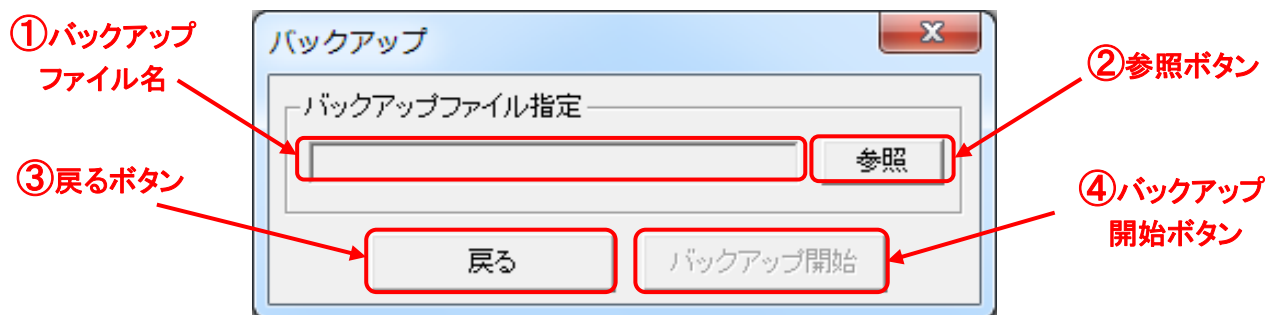 ①バックアップ
ファイル名
バックアップ
②参照ボタン
バックアップファイル指定
参照
③戻るボタン
④バックアップ
開始ボタン
戻る
バックアップ開始